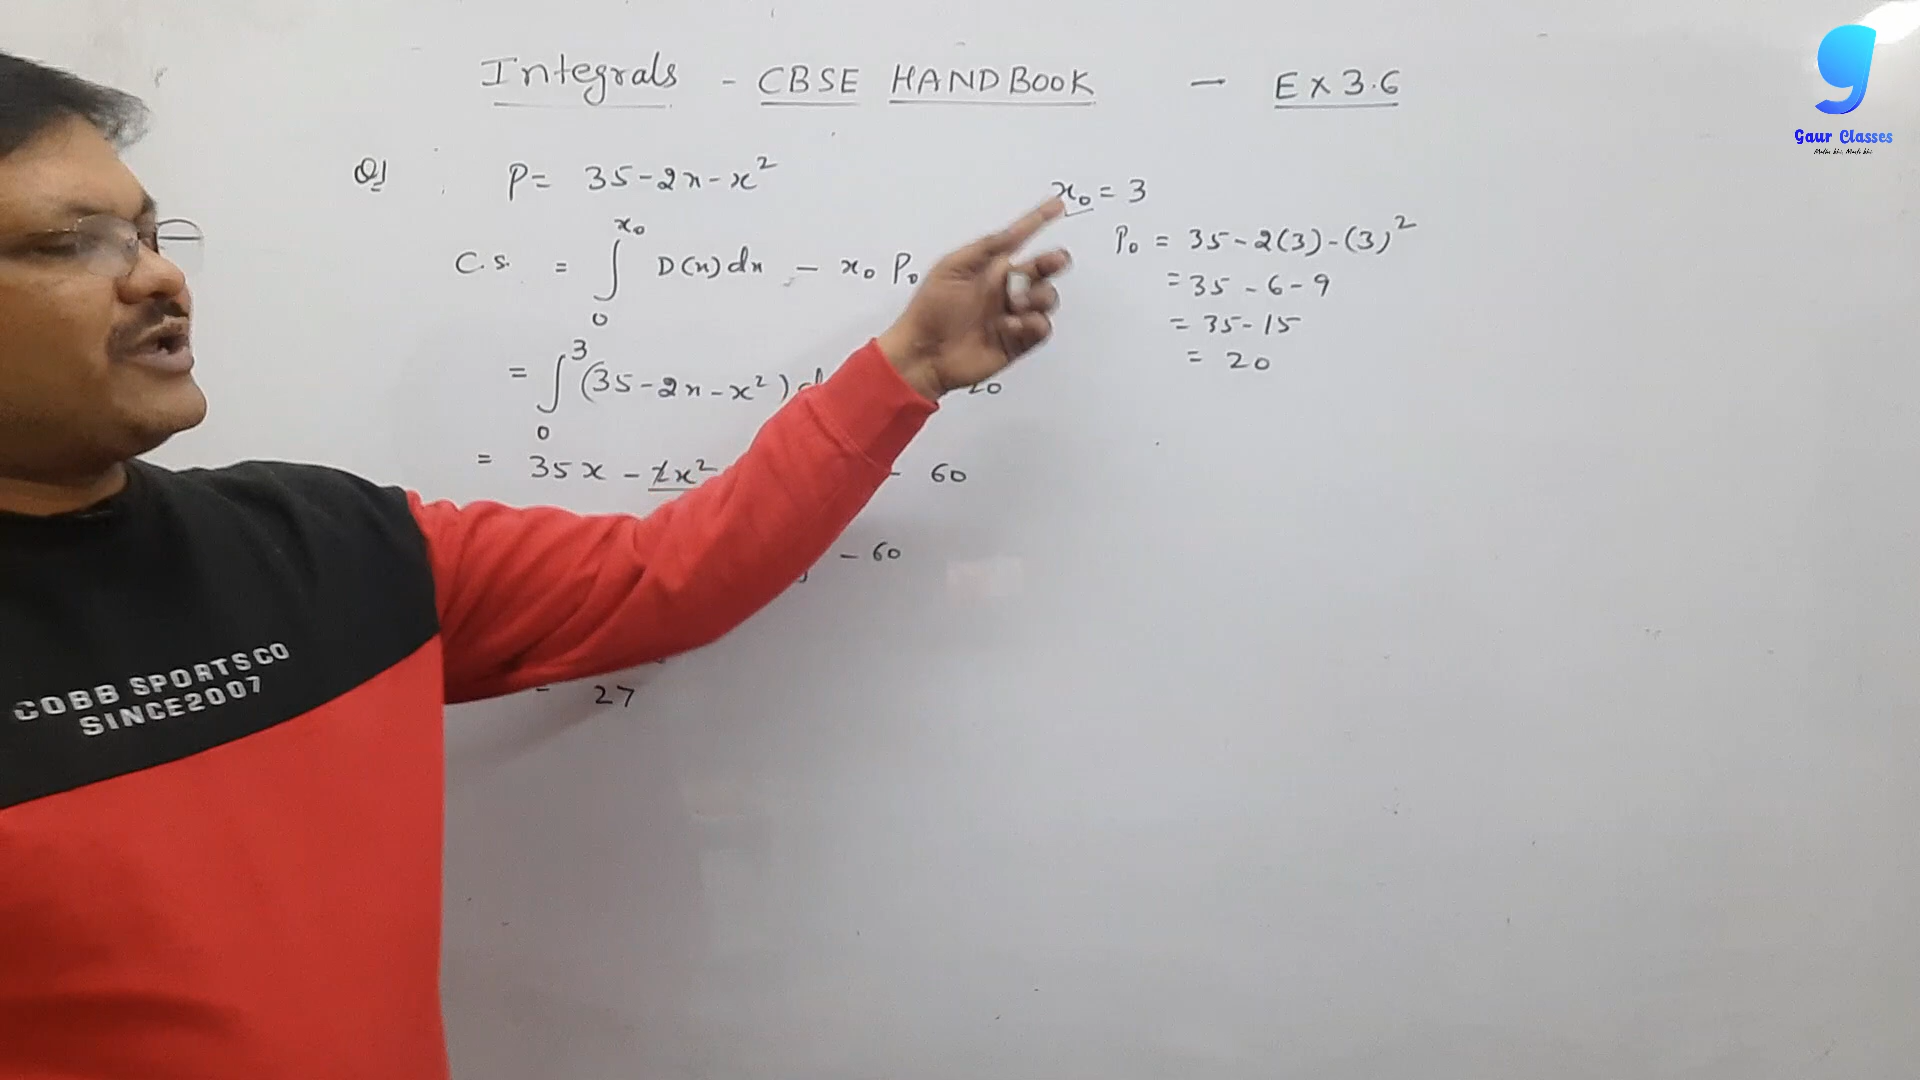 Integrals - CBSE HANDBOOK - EX 3.6
Q1 P = 35-2x-x²
C.S. = ∫₀^x₀ D(x)dx - x₀ P₀
= ∫₀³ (35-2x-x²) d 20
= 35x - 2x² - 60
- 60
= 27
x₀ = 3
P₀ = 35-2(3)-(3)²
= 35-6-9
= 35-15
= 20
g
Gaur Classes
COBB SPORTS CO
SINCE 2007